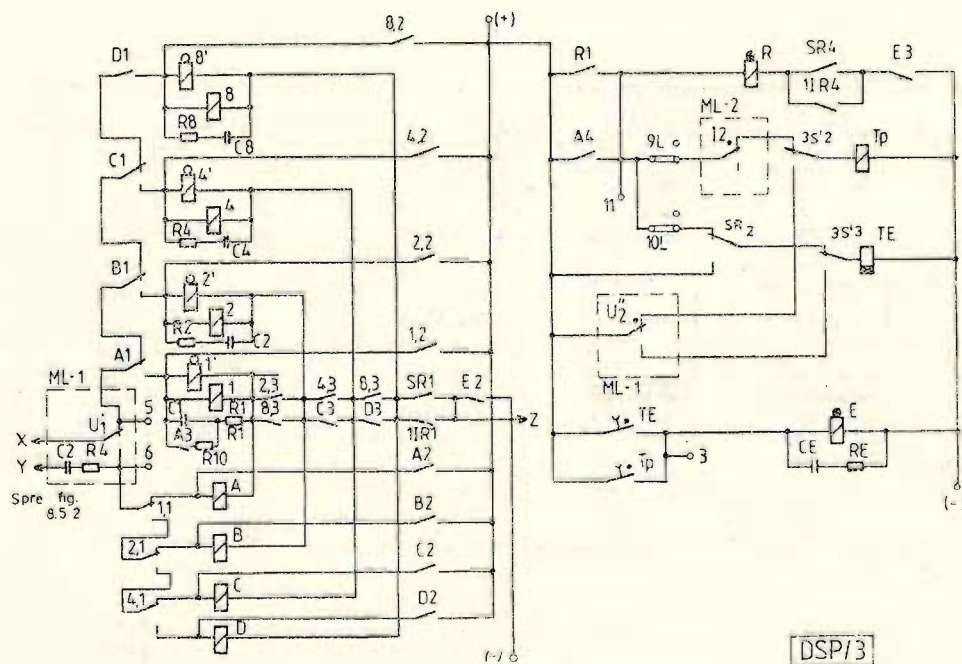 (+)
8,2
D1
8'
8
R8
C8
C1
4,2
4'
4
R4
C4
B1
2,2
2'
2
R2
C2
A1
1,2
1'
1
2,3
4,3
8,3
SR1
E2
ML-1
U'1
5
C1
R1
8,3
C3
D3
1IR1
Z
X
A3
R1
R10
Y
C2
R4
6
A2
Spre fig.
8.5 2
1,1
A
B2
2,1
B
C2
4,1
C
D2
D
(-)
R1
R
SR4
E3
1IR4
ML-2
A4
9L
I2
3S'2
Tp
11
10L
SR2
3S'3
TE
U"2
ML-1
TE
E
Tp
3
CE
RE
(-)
DSP/3